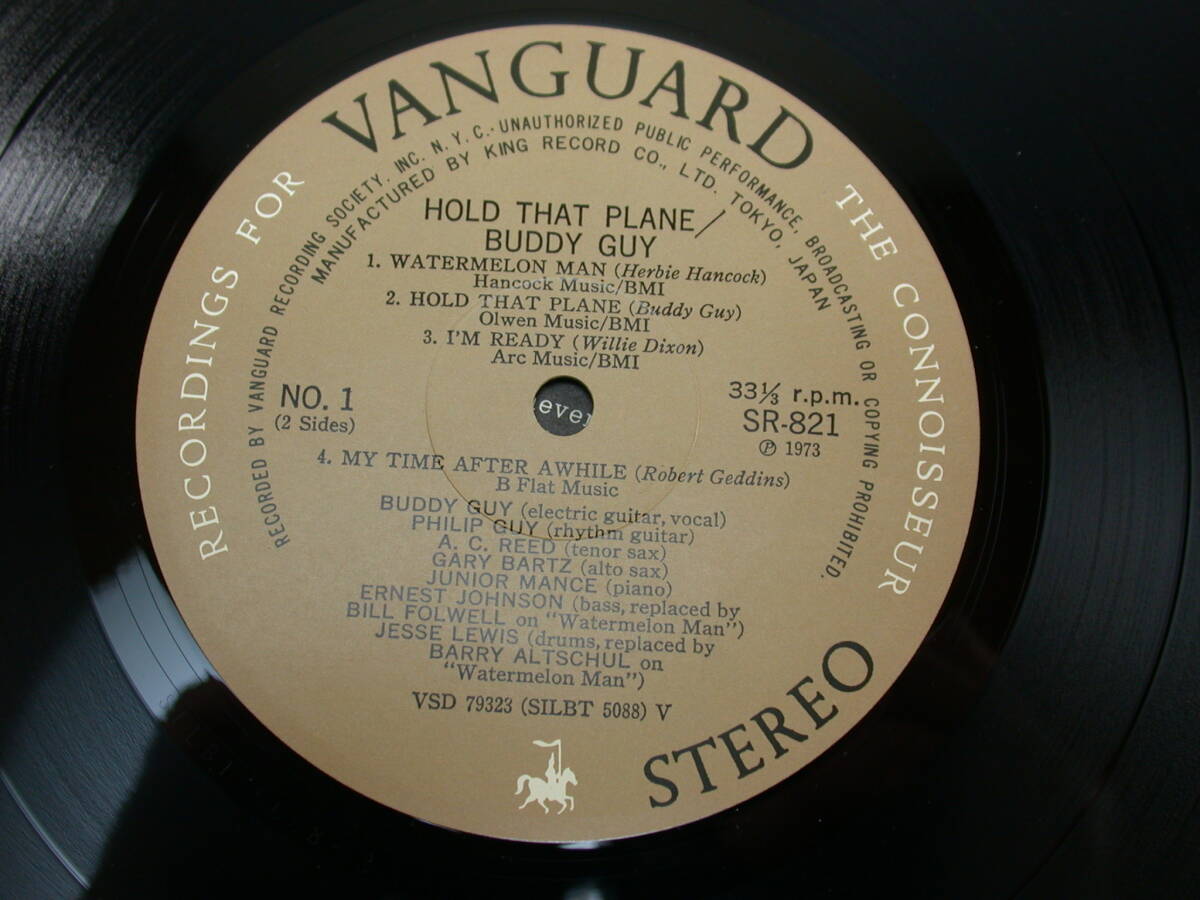 VANGUARD
RECORDINGS FOR
THE CONNOISSEUR
RECORDED BY VANGUARD RECORDING SOCIETY, INC. N. Y. C.·UNAUTHORIZED PUBLIC PERFORMANCE, BROADCASTING OR COPYING PROHIBITED.
MANUFACTURED BY KING RECORD CO., LTD. TOKYO, JAPAN
HOLD THAT PLANE/
BUDDY GUY
1. WATERMELON MAN (Herbie Hancock)
Hancock Music/BMI
2. HOLD THAT PLANE (Buddy Guy)
Olwen Music/BMI
3. I'M READY (Willie Dixon)
Arc Music/BMI
NO. 1
(2 Sides)
33⅓ r.p.m.
SR-821
℗ 1973
4. MY TIME AFTER AWHILE (Robert Geddins)
B Flat Music
BUDDY GUY (electric guitar, vocal)
PHILIP GUY (rhythm guitar)
A. C. REED (tenor sax)
GARY BARTZ (alto sax)
JUNIOR MANCE (piano)
ERNEST JOHNSON (bass, replaced by
BILL FOLWELL on "Watermelon Man")
JESSE LEWIS (drums, replaced by
BARRY ALTSCHUL on
"Watermelon Man")
VSD 79323 (SILBT 5088) V
STEREO